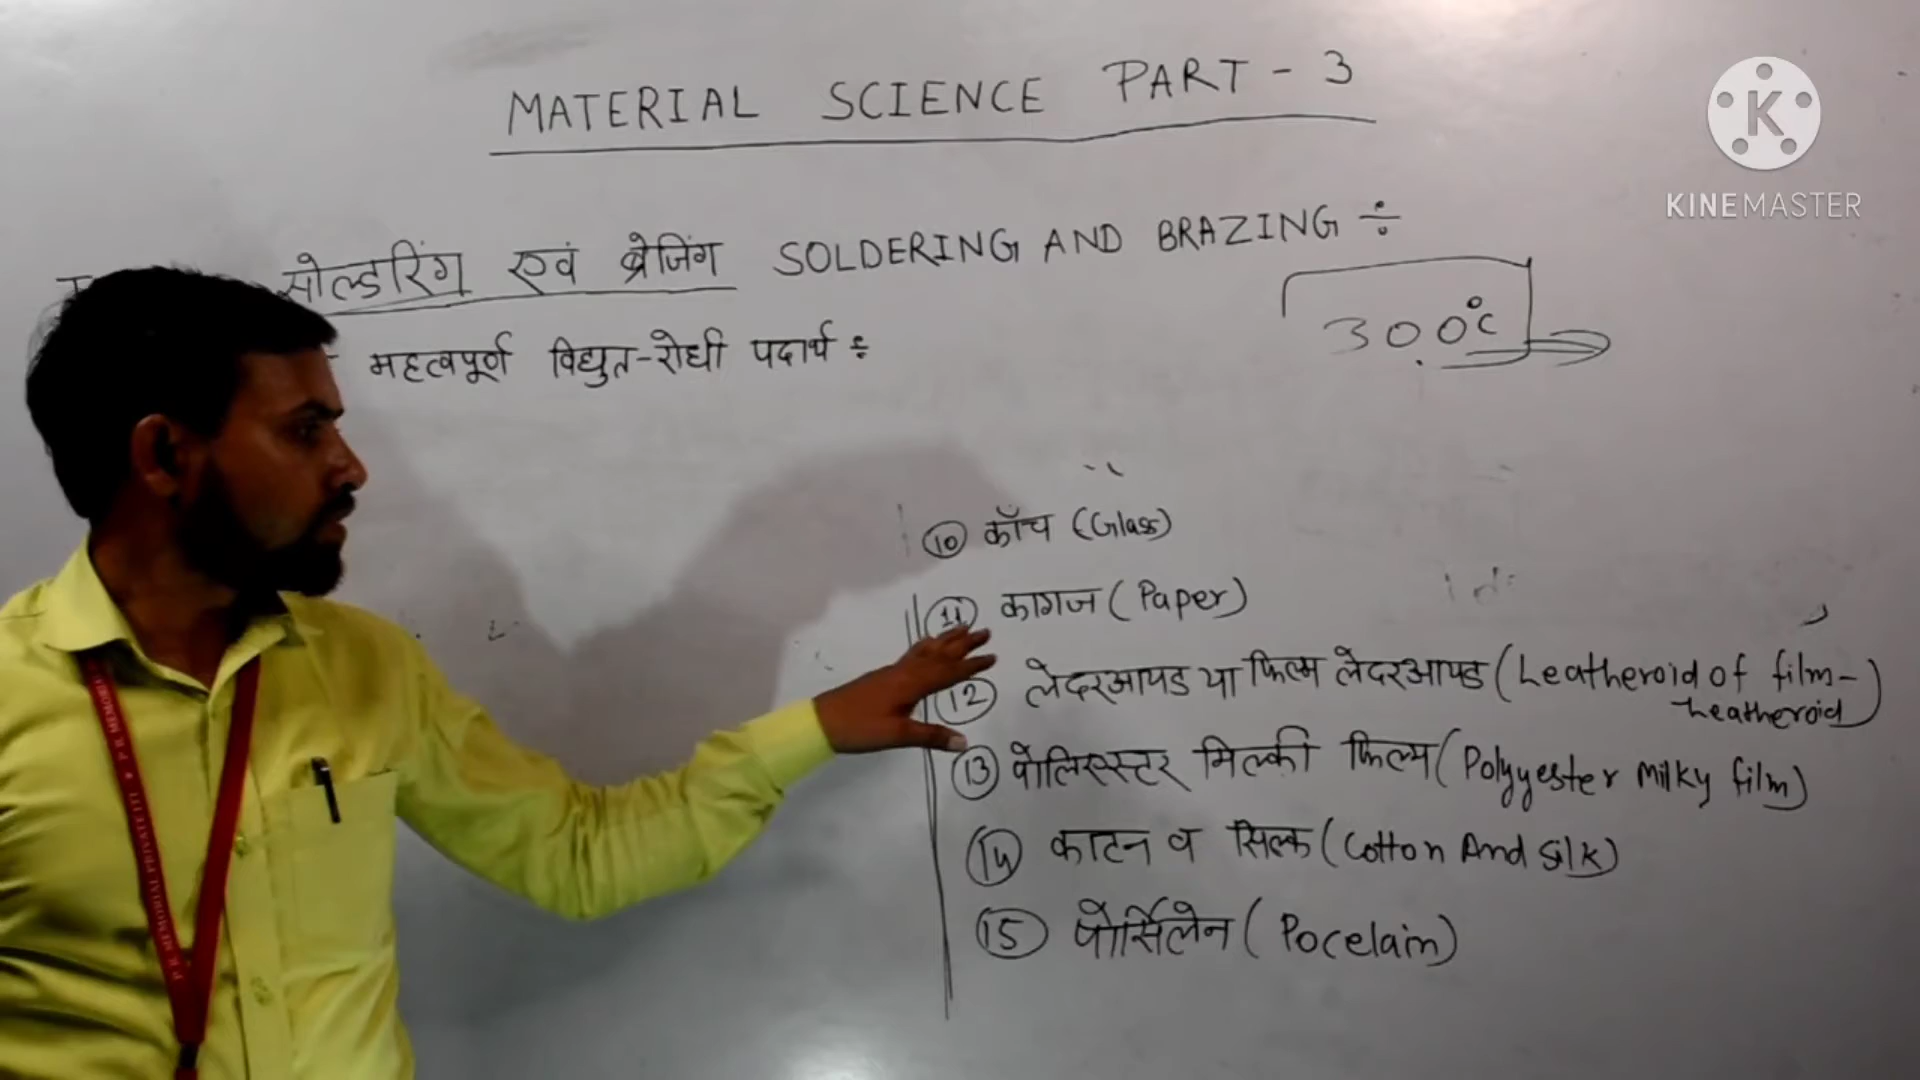 MATERIAL SCIENCE PART - 3
K
KINEMASTER
सोल्डरिंग एवं ब्रेजिंग SOLDERING AND BRAZING ÷
300°C
महत्वपूर्ण विद्युत-रोधी पदार्थ ÷
10 काँच (Glass)
11 कागज (Paper)
12 लेदरआयड या फिल्म लेदरआयड (Leatheroid of film-
Leatheroid)
13 पोलिएस्टर मिल्की फिल्म (Polyyester Milky film)
14 काटन व सिल्क (Cotton And Silk)
15 पोर्सिलेन (Pocelain)